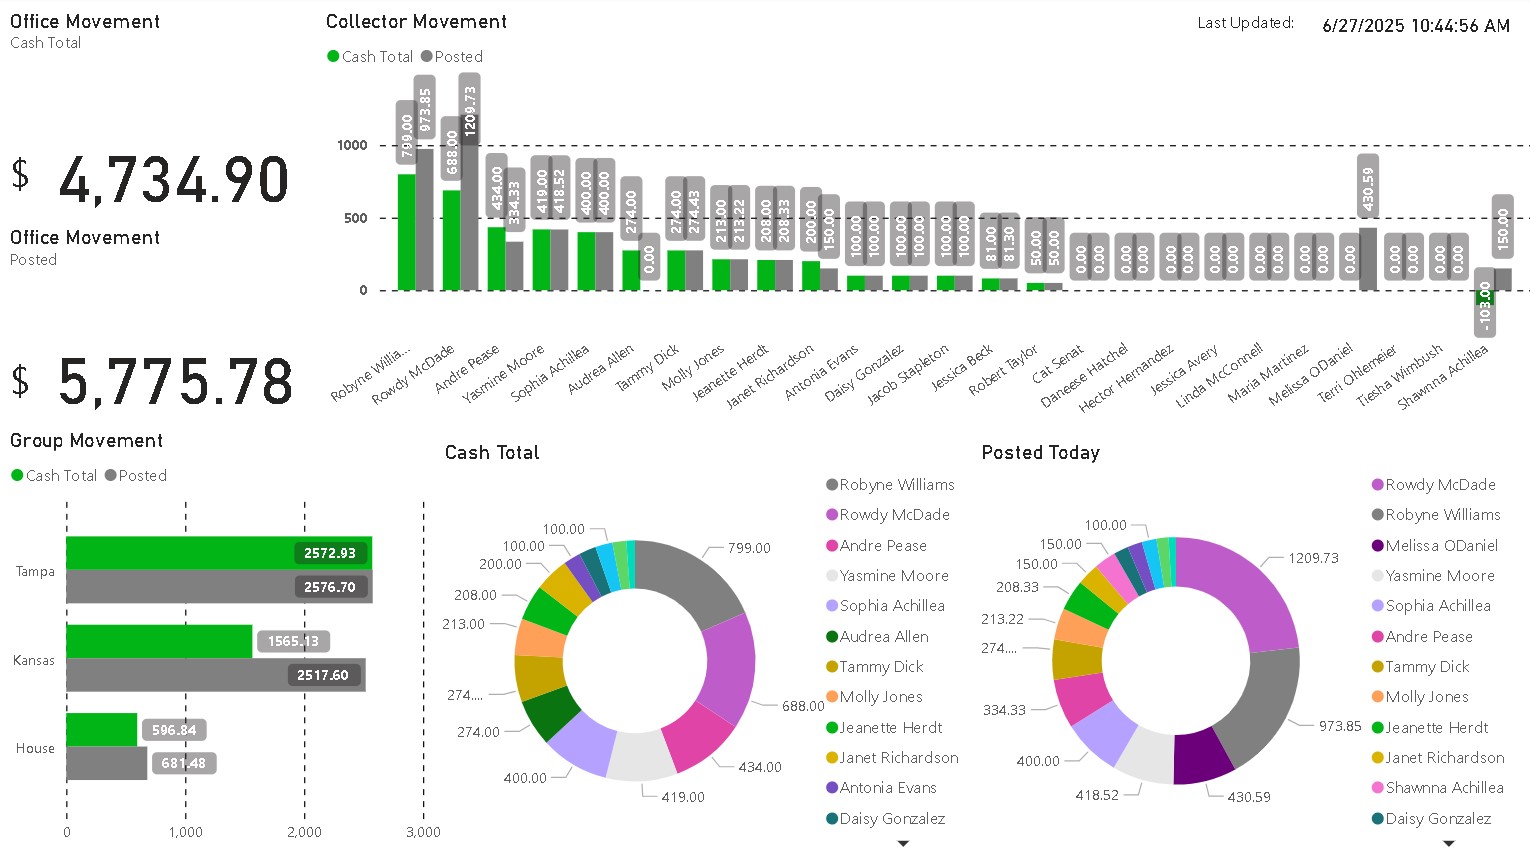 Office Movement
Cash Total
$ 4,734.90
Office Movement
Posted
$ 5,775.78
Collector Movement
Last Updated: 6/27/2025 10:44:56 AM
Cash Total Posted
1000
500
0
799.00 973.85
688.00 1209.73
434.00 334.33
419.00 418.52
400.00 400.00
274.00 0.00
274.00 274.43
213.00 213.22
208.00 208.33
200.00 150.00
100.00 100.00
100.00 100.00
100.00 100.00
81.00 81.30
50.00 50.00
0.00 0.00
0.00 0.00
0.00 0.00
0.00 0.00
0.00 0.00
0.00 0.00
0.00 430.59
0.00 0.00
0.00 0.00
-103.00 150.00
Robyne Willia...
Rowdy McDade
Andre Pease
Yasmine Moore
Sophia Achillea
Audrea Allen
Tammy Dick
Molly Jones
Jeanette Herdt
Janet Richardson
Antonia Evans
Daisy Gonzalez
Jacob Stapleton
Jessica Beck
Robert Taylor
Cat Senat
Daneese Hatchel
Hector Hernandez
Jessica Avery
Linda McConnell
Maria Martinez
Melissa ODaniel
Terri Ohlemeier
Tiesha Wimbush
Shawnna Achillea
Group Movement
Cash Total Posted
Tampa
2572.93
2576.70
Kansas
1565.13
2517.60
House
596.84
681.48
0 1,000 2,000 3,000
Cash Total
799.00
688.00
434.00
419.00
400.00
274.00
274....
213.00
208.00
200.00
100.00
100.00
Robyne Williams
Rowdy McDade
Andre Pease
Yasmine Moore
Sophia Achillea
Audrea Allen
Tammy Dick
Molly Jones
Jeanette Herdt
Janet Richardson
Antonia Evans
Daisy Gonzalez
Posted Today
1209.73
973.85
430.59
418.52
400.00
334.33
274....
213.22
208.33
150.00
150.00
100.00
Rowdy McDade
Robyne Williams
Melissa ODaniel
Yasmine Moore
Sophia Achillea
Andre Pease
Tammy Dick
Molly Jones
Jeanette Herdt
Janet Richardson
Shawnna Achillea
Daisy Gonzalez